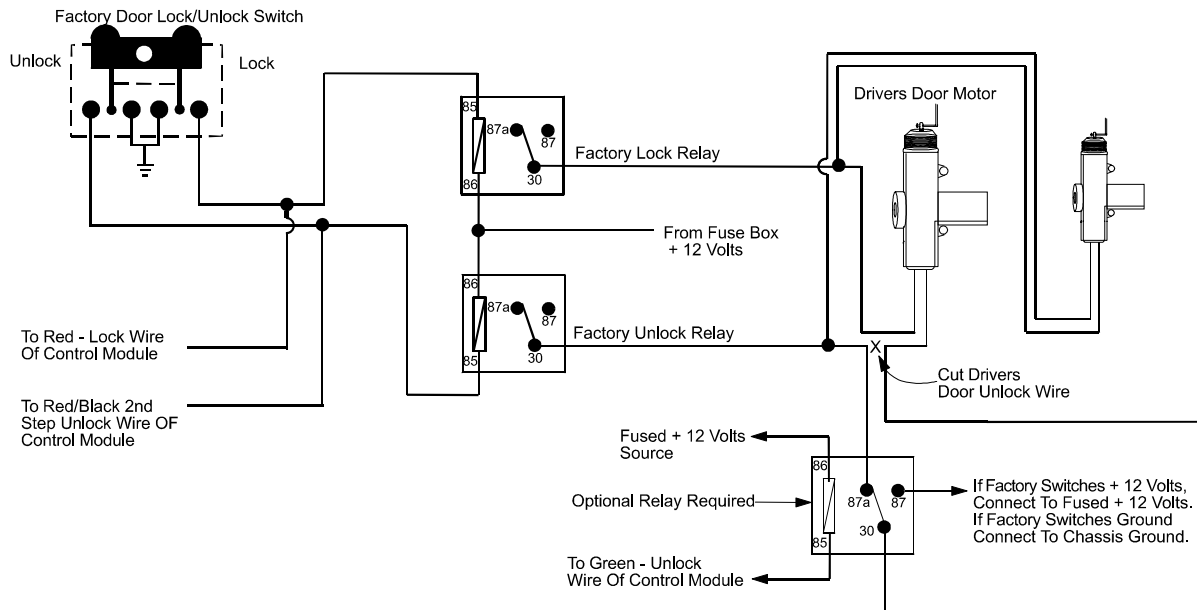 Factory Door Lock/Unlock Switch
Unlock
Lock
85
87a
87
30
86
Factory Lock Relay
Drivers Door Motor
From Fuse Box
+ 12 Volts
86
87a
87
30
85
Factory Unlock Relay
To Red - Lock Wire
Of Control Module
To Red/Black 2nd
Step Unlock Wire OF
Control Module
X
Cut Drivers
Door Unlock Wire
Fused + 12 Volts
Source
Optional Relay Required
86
87a
87
30
85
If Factory Switches + 12 Volts,
Connect To Fused + 12 Volts.
If Factory Switches Ground
Connect To Chassis Ground.
To Green - Unlock
Wire Of Control Module